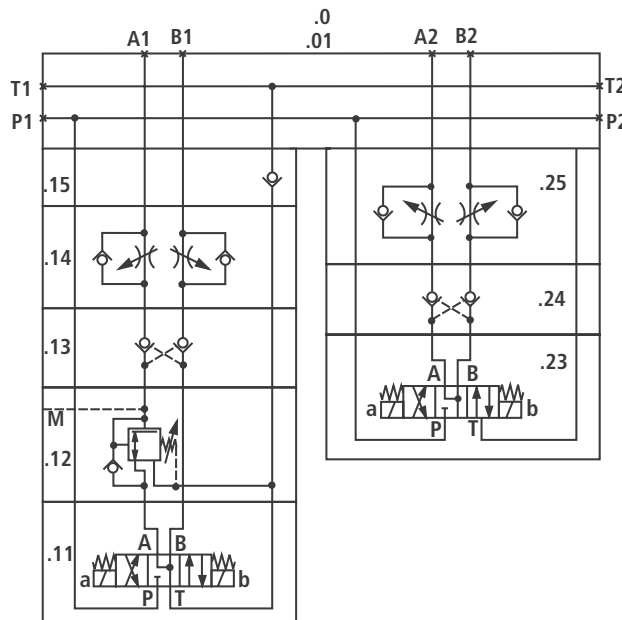 .0
.01
A1 B1 A2 B2
T1 T2
P1 P2
.15 .25
.14
.24
.13
.23
M
.12
A B
a b
P T
.11
A B
a b
P T